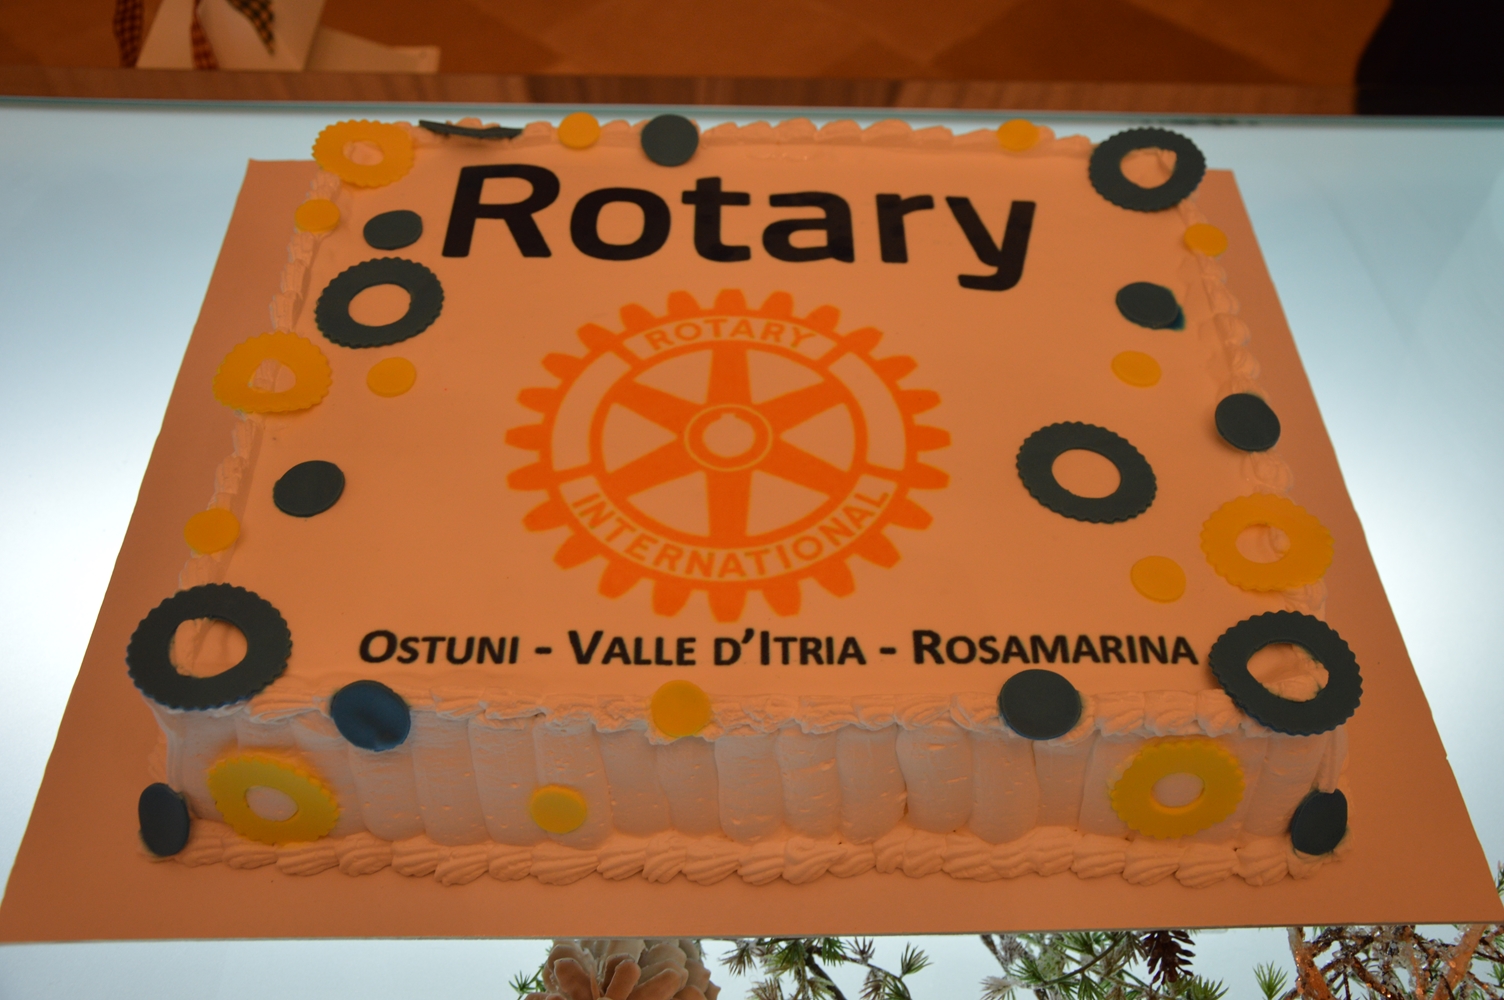 Rotary
ROTARY
INTERNATIONAL
OSTUNI - VALLE D'ITRIA - ROSAMARINA